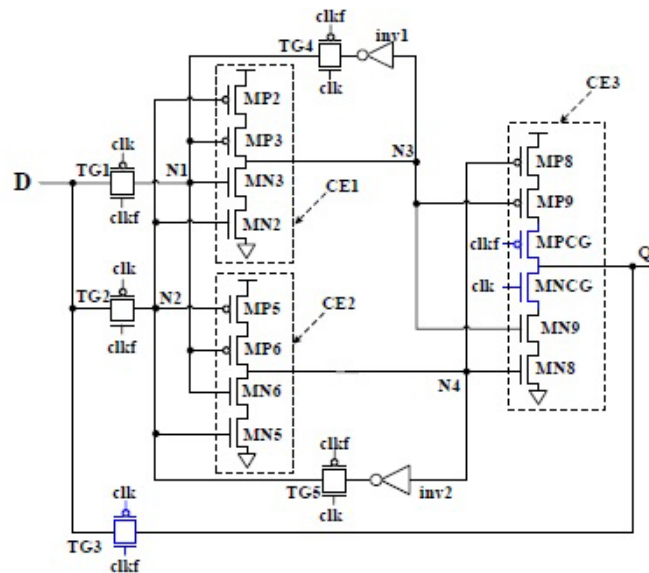 clkf
inv1
TG4
clk
CE3
MP2
MP8
clk
MP3
N3
TG1
N1
MP9
D
MN3
CE1
clkf
MPCG
Q
clkf
MN2
clk
clk
MNCG
TG2
N2
MP5
CE2
MN9
clkf
MP6
MN8
MN6
N4
MN5
clkf
clk
TG5
inv2
clk
TG3
clkf